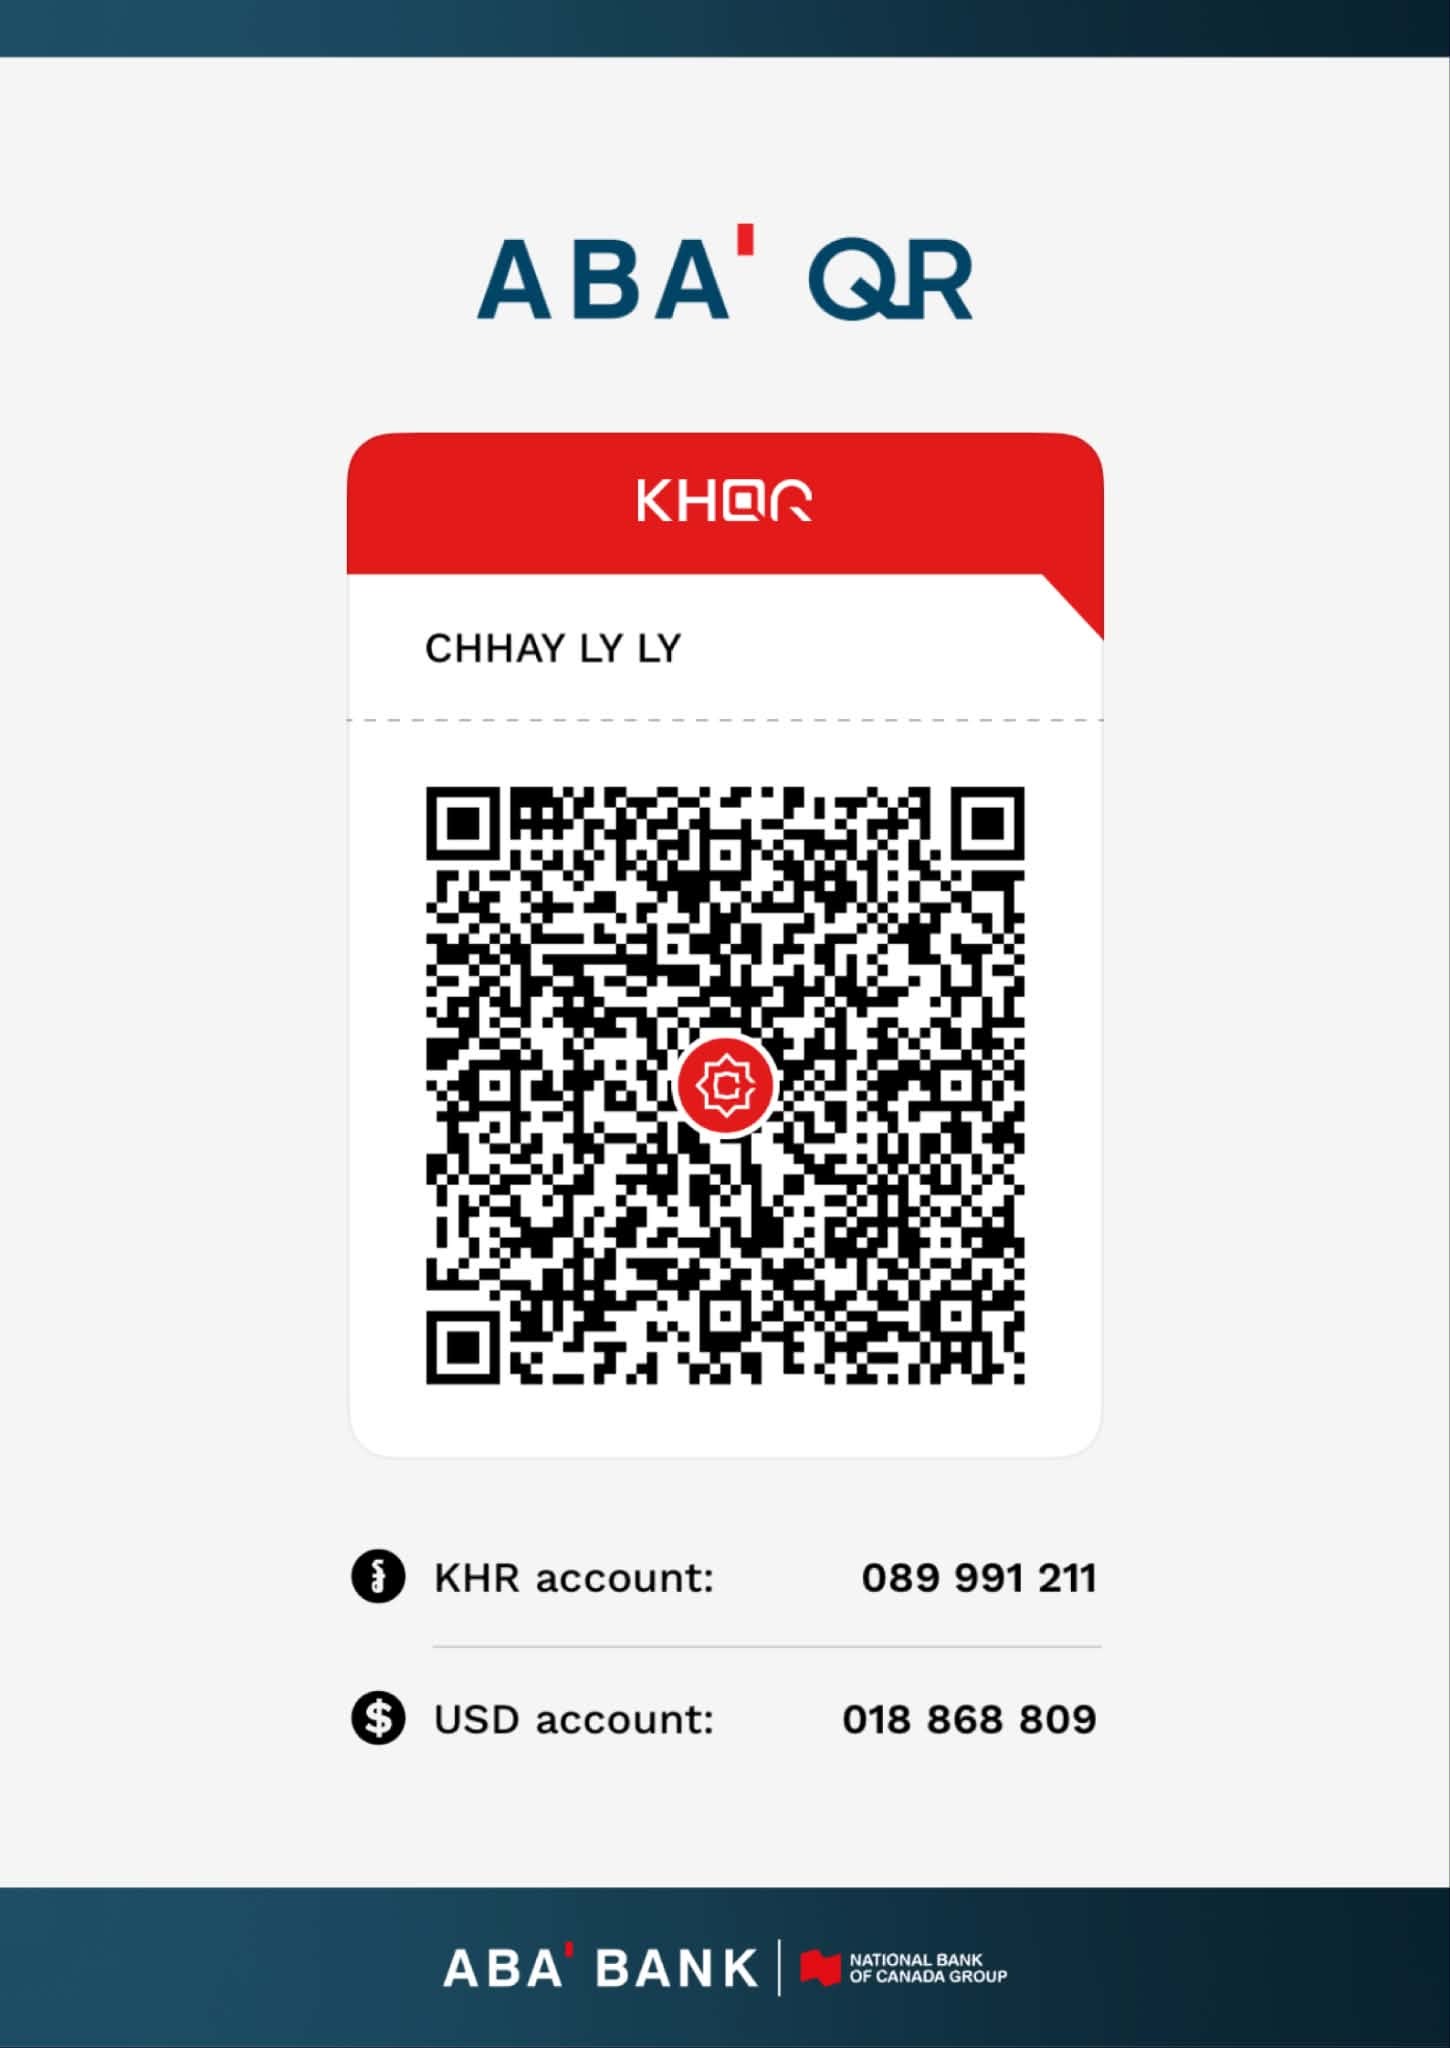 ABA' QR
KHQR
CHHAY LY LY
KHR account: 089 991 211
USD account: 018 868 809
ABA' BANK
NATIONAL BANK
OF CANADA GROUP